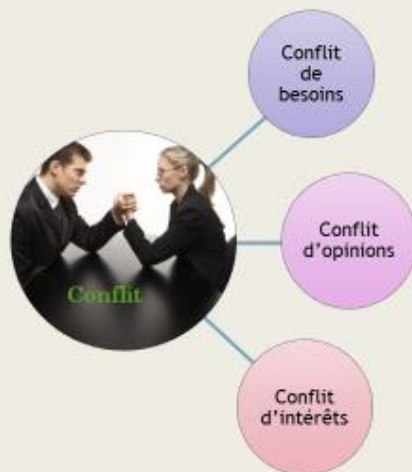 Conflit
de
besoins
Conflit
d'opinions
Conflit
Conflit
d'intérêts